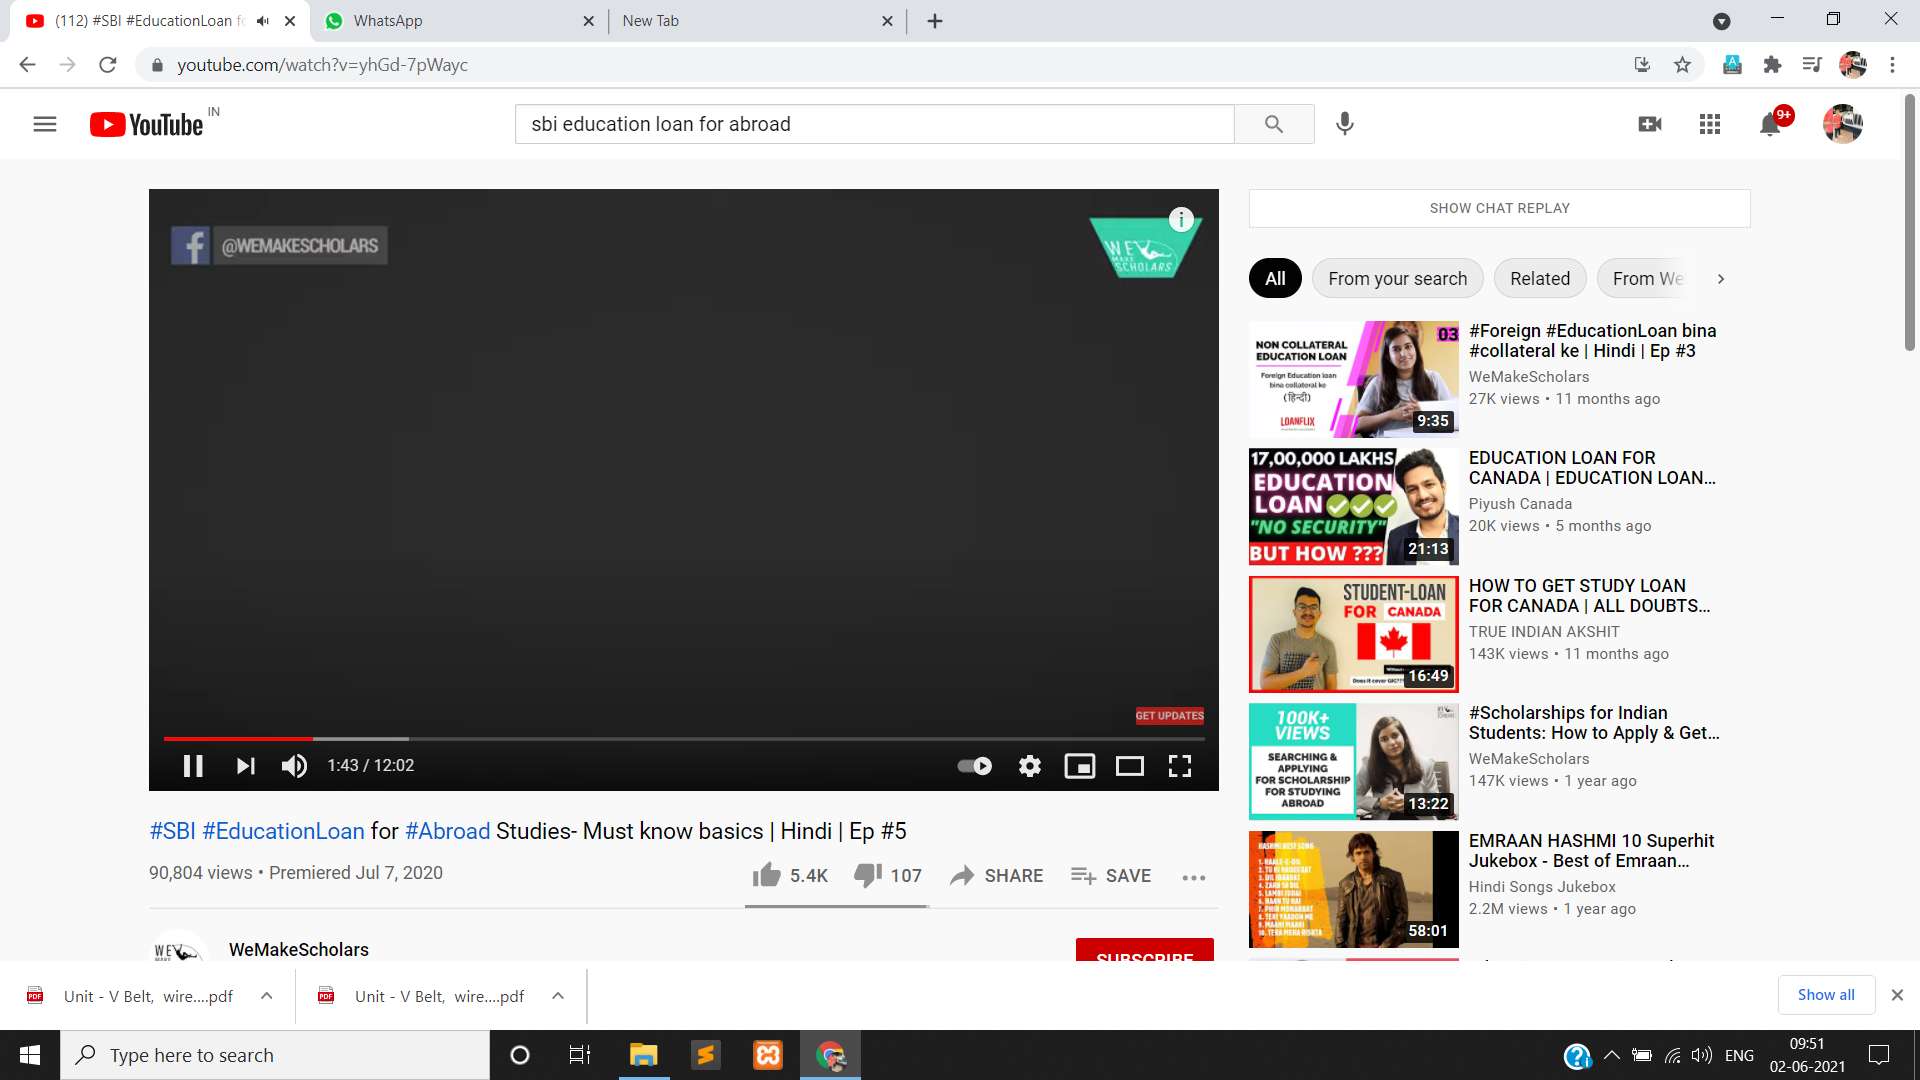 (112) #SBI #EducationLoan fo
WhatsApp
New Tab
youtube.com/watch?v=yhGd-7pWayc
YouTube
IN
sbi education loan for abroad
9+
@WEMAKESCHOLARS
WE
MAKE
SCHOLARS
i
GET UPDATES
1:43 / 12:02
#SBI #EducationLoan for #Abroad Studies- Must know basics | Hindi | Ep #5
90,804 views • Premiered Jul 7, 2020
5.4K
107
SHARE
SAVE
WE
MAKE
WeMakeScholars
SUBSCRIBE
SHOW CHAT REPLAY
All
From your search
Related
From We
03
NON COLLATERAL
EDUCATION LOAN
Foreign Education loan
bina collateral ke
(हिन्दी)
LOANFLIX
9:35
#Foreign #EducationLoan bina
#collateral ke | Hindi | Ep #3
WeMakeScholars
27K views • 11 months ago
17,00,000 LAKHS
EDUCATION
LOAN
"NO SECURITY"
BUT HOW ???
21:13
EDUCATION LOAN FOR
CANADA | EDUCATION LOAN...
Piyush Canada
20K views • 5 months ago
STUDENT-LOAN
FOR CANADA
Does it cover GIC??
16:49
HOW TO GET STUDY LOAN
FOR CANADA | ALL DOUBTS...
TRUE INDIAN AKSHIT
143K views • 11 months ago
100K+
VIEWS
SEARCHING &
APPLYING
FOR SCHOLARSHIP
FOR STUDYING
ABROAD
13:22
#Scholarships for Indian
Students: How to Apply & Get...
WeMakeScholars
147K views • 1 year ago
HASHMI BEST SONG
58:01
EMRAAN HASHMI 10 Superhit
Jukebox - Best of Emraan...
Hindi Songs Jukebox
2.2M views • 1 year ago
Unit - V Belt, wire....pdf
Unit - V Belt, wire....pdf
Show all
Type here to search
ENG
09:51
02-06-2021